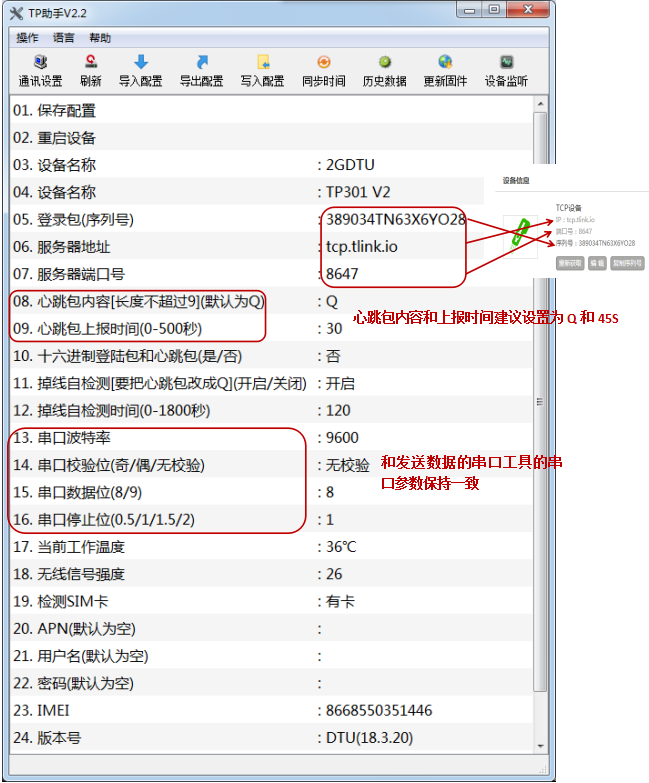 TP助手V2.2
操作 语言 帮助
通讯设置 刷新 导入配置 导出配置 写入配置 同步时间 历史数据 更新固件 设备监听
01. 保存配置
02. 重启设备
03. 设备名称 : 2GDTU
04. 设备名称 : TP301 V2
05. 登录包(序列号) : 389034TN63X6YO28
06. 服务器地址 : tcp.tlink.io
07. 服务器端口号 : 8647
设备信息
TCP设备
IP : tcp.tlink.io
端口号 : 8647
序列号 : 389034TN63X6YO28
重新获取 编 辑 复制序列号
08. 心跳包内容[长度不超过9](默认为Q) : Q
09. 心跳包上报时间(0-500秒) : 30
心跳包内容和上报时间建议设置为 Q 和 45S
10. 十六进制登陆包和心跳包(是/否) : 否
11. 掉线自检测[要把心跳包改成Q](开启/关闭) : 开启
12. 掉线自检测时间(0-1800秒) : 120
13. 串口波特率 : 9600
14. 串口校验位(奇/偶/无校验) : 无校验
15. 串口数据位(8/9) : 8
16. 串口停止位(0.5/1/1.5/2) : 1
和发送数据的串口工具的串
口参数保持一致
17. 当前工作温度 : 36℃
18. 无线信号强度 : 26
19. 检测SIM卡 : 有卡
20. APN(默认为空) :
21. 用户名(默认为空) :
22. 密码(默认为空) :
23. IMEI : 8668550351446
24. 版本号 : DTU(18.3.20)